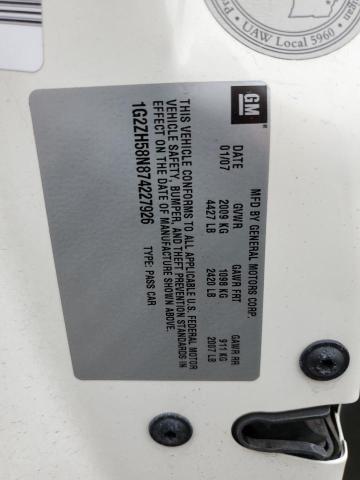 UAW Local 5960
GM
MFD BY GENERAL MOTORS CORP.
DATE GVWR GAWR FRT GAWR RR
01/07 2009 KG 1098 KG 911 KG
4427 LB 2420 LB 2007 LB
THIS VEHICLE CONFORMS TO ALL APPLICABLE U.S. FEDERAL MOTOR
VEHICLE SAFETY, BUMPER, AND THEFT PREVENTION STANDARDS IN
EFFECT ON THE DATE OF MANUFACTURE SHOWN ABOVE.
1G2ZH58N874227926 TYPE: PASS CAR